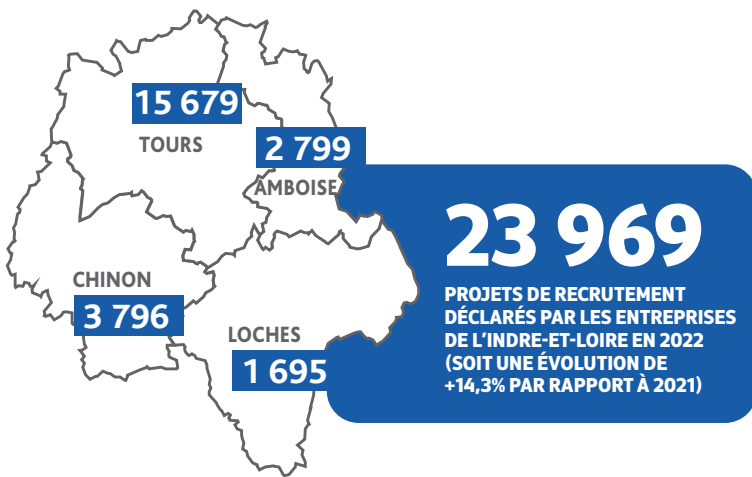 15 679
TOURS
2 799
AMBOISE
CHINON
3 796
LOCHES
1 695
23 969
PROJETS DE RECRUTEMENT
DÉCLARÉS PAR LES ENTREPRISES
DE L'INDRE-ET-LOIRE EN 2022
(SOIT UNE ÉVOLUTION DE
+14,3% PAR RAPPORT À 2021)